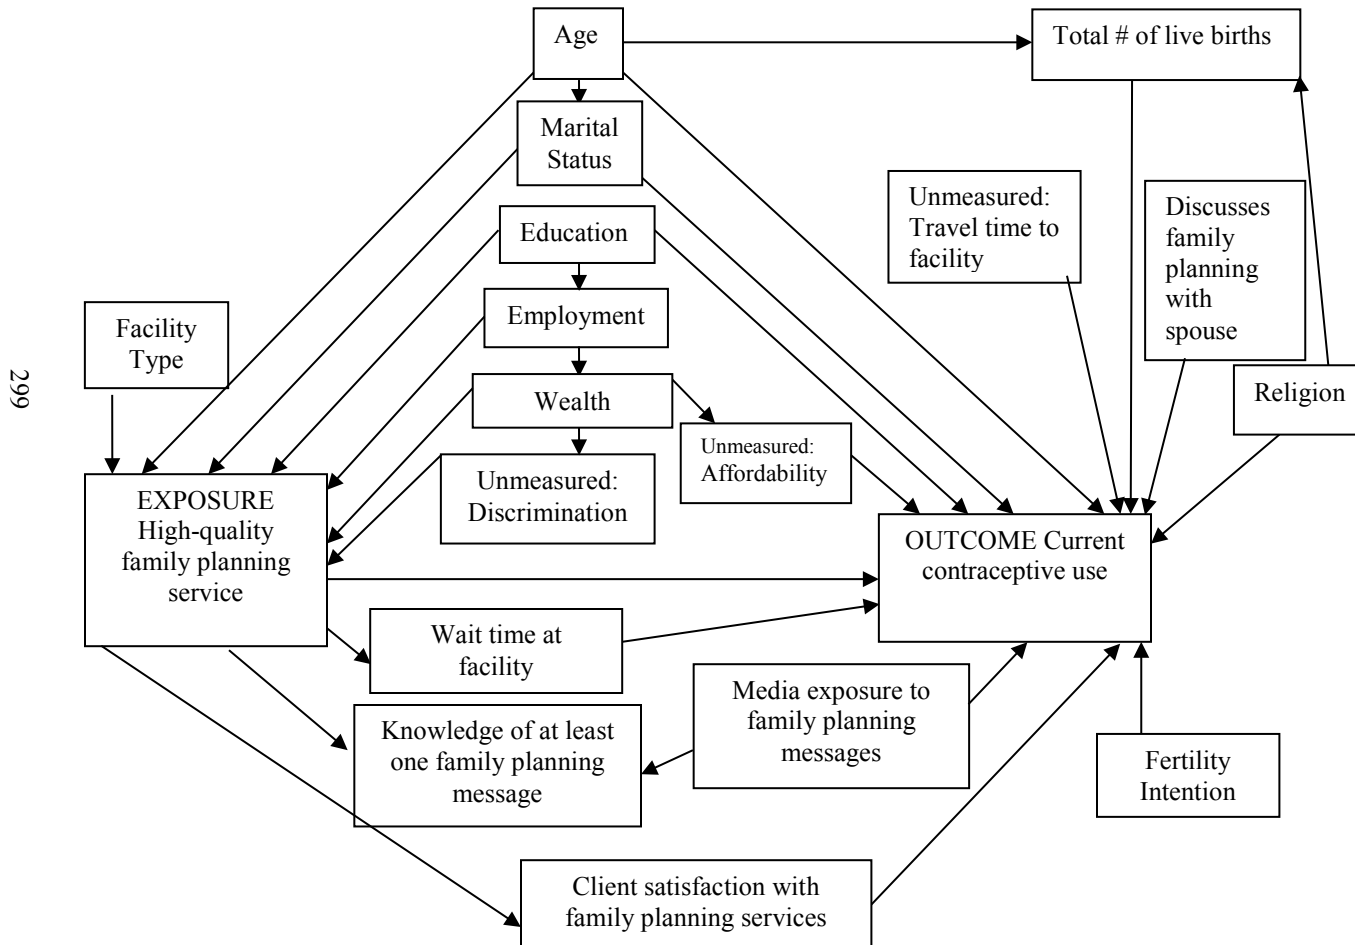 Age
Total # of live births
Marital
Status
Unmeasured:
Travel time to
facility
Discusses
family
planning
with
spouse
Education
Employment
Facility
Type
Wealth
Religion
Unmeasured:
Affordability
299
Unmeasured:
Discrimination
EXPOSURE
High-quality
family planning
service
OUTCOME Current
contraceptive use
Wait time at
facility
Media exposure to
family planning
messages
Knowledge of at least
one family planning
message
Fertility
Intention
Client satisfaction with
family planning services